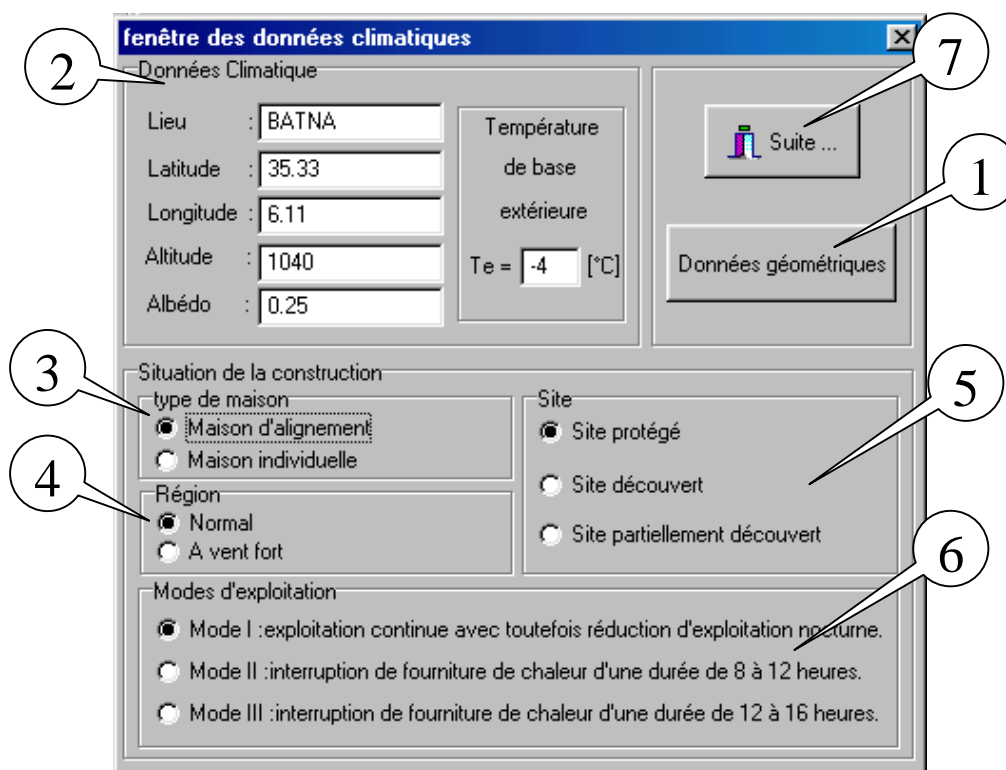 fenêtre des données climatiques
2
7
Données Climatique
Lieu : BATNA
Latitude : 35.33
Longitude : 6.11
Altitude : 1040
Albédo : 0.25
Température
de base
extérieure
Te = -4 [°C]
Suite ...
1
Données géométriques
Situation de la construction
3
type de maison
Maison d'alignement
Maison individuelle
4
Région
Normal
A vent fort
Site
5
Site protégé
Site découvert
Site partiellement découvert
6
Modes d'exploitation
Mode I :exploitation continue avec toutefois réduction d'exploitation nocturne.
Mode II :interruption de fourniture de chaleur d'une durée de 8 à 12 heures.
Mode III :interruption de fourniture de chaleur d'une durée de 12 à 16 heures.